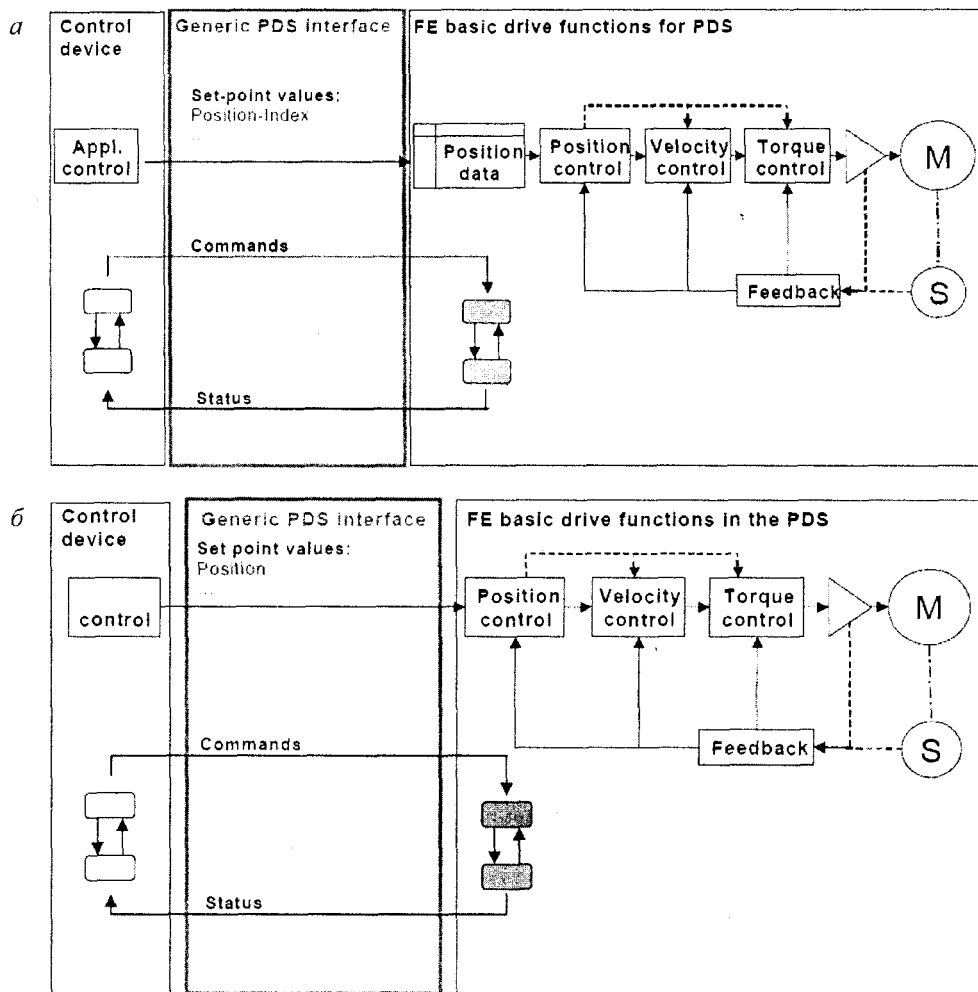 а
Control
device
Generic PDS interface
FE basic drive functions for PDS
Set-point values:
Position-Index
...
Appl.
control
Position
data
Position
control
Velocity
control
Torque
control
M
Commands
Feedback
S
Status
б
Control
device
Generic PDS interface
FE basic drive functions in the PDS
Set point values:
Position
...
control
Position
control
Velocity
control
Torque
control
M
Commands
Feedback
S
Status